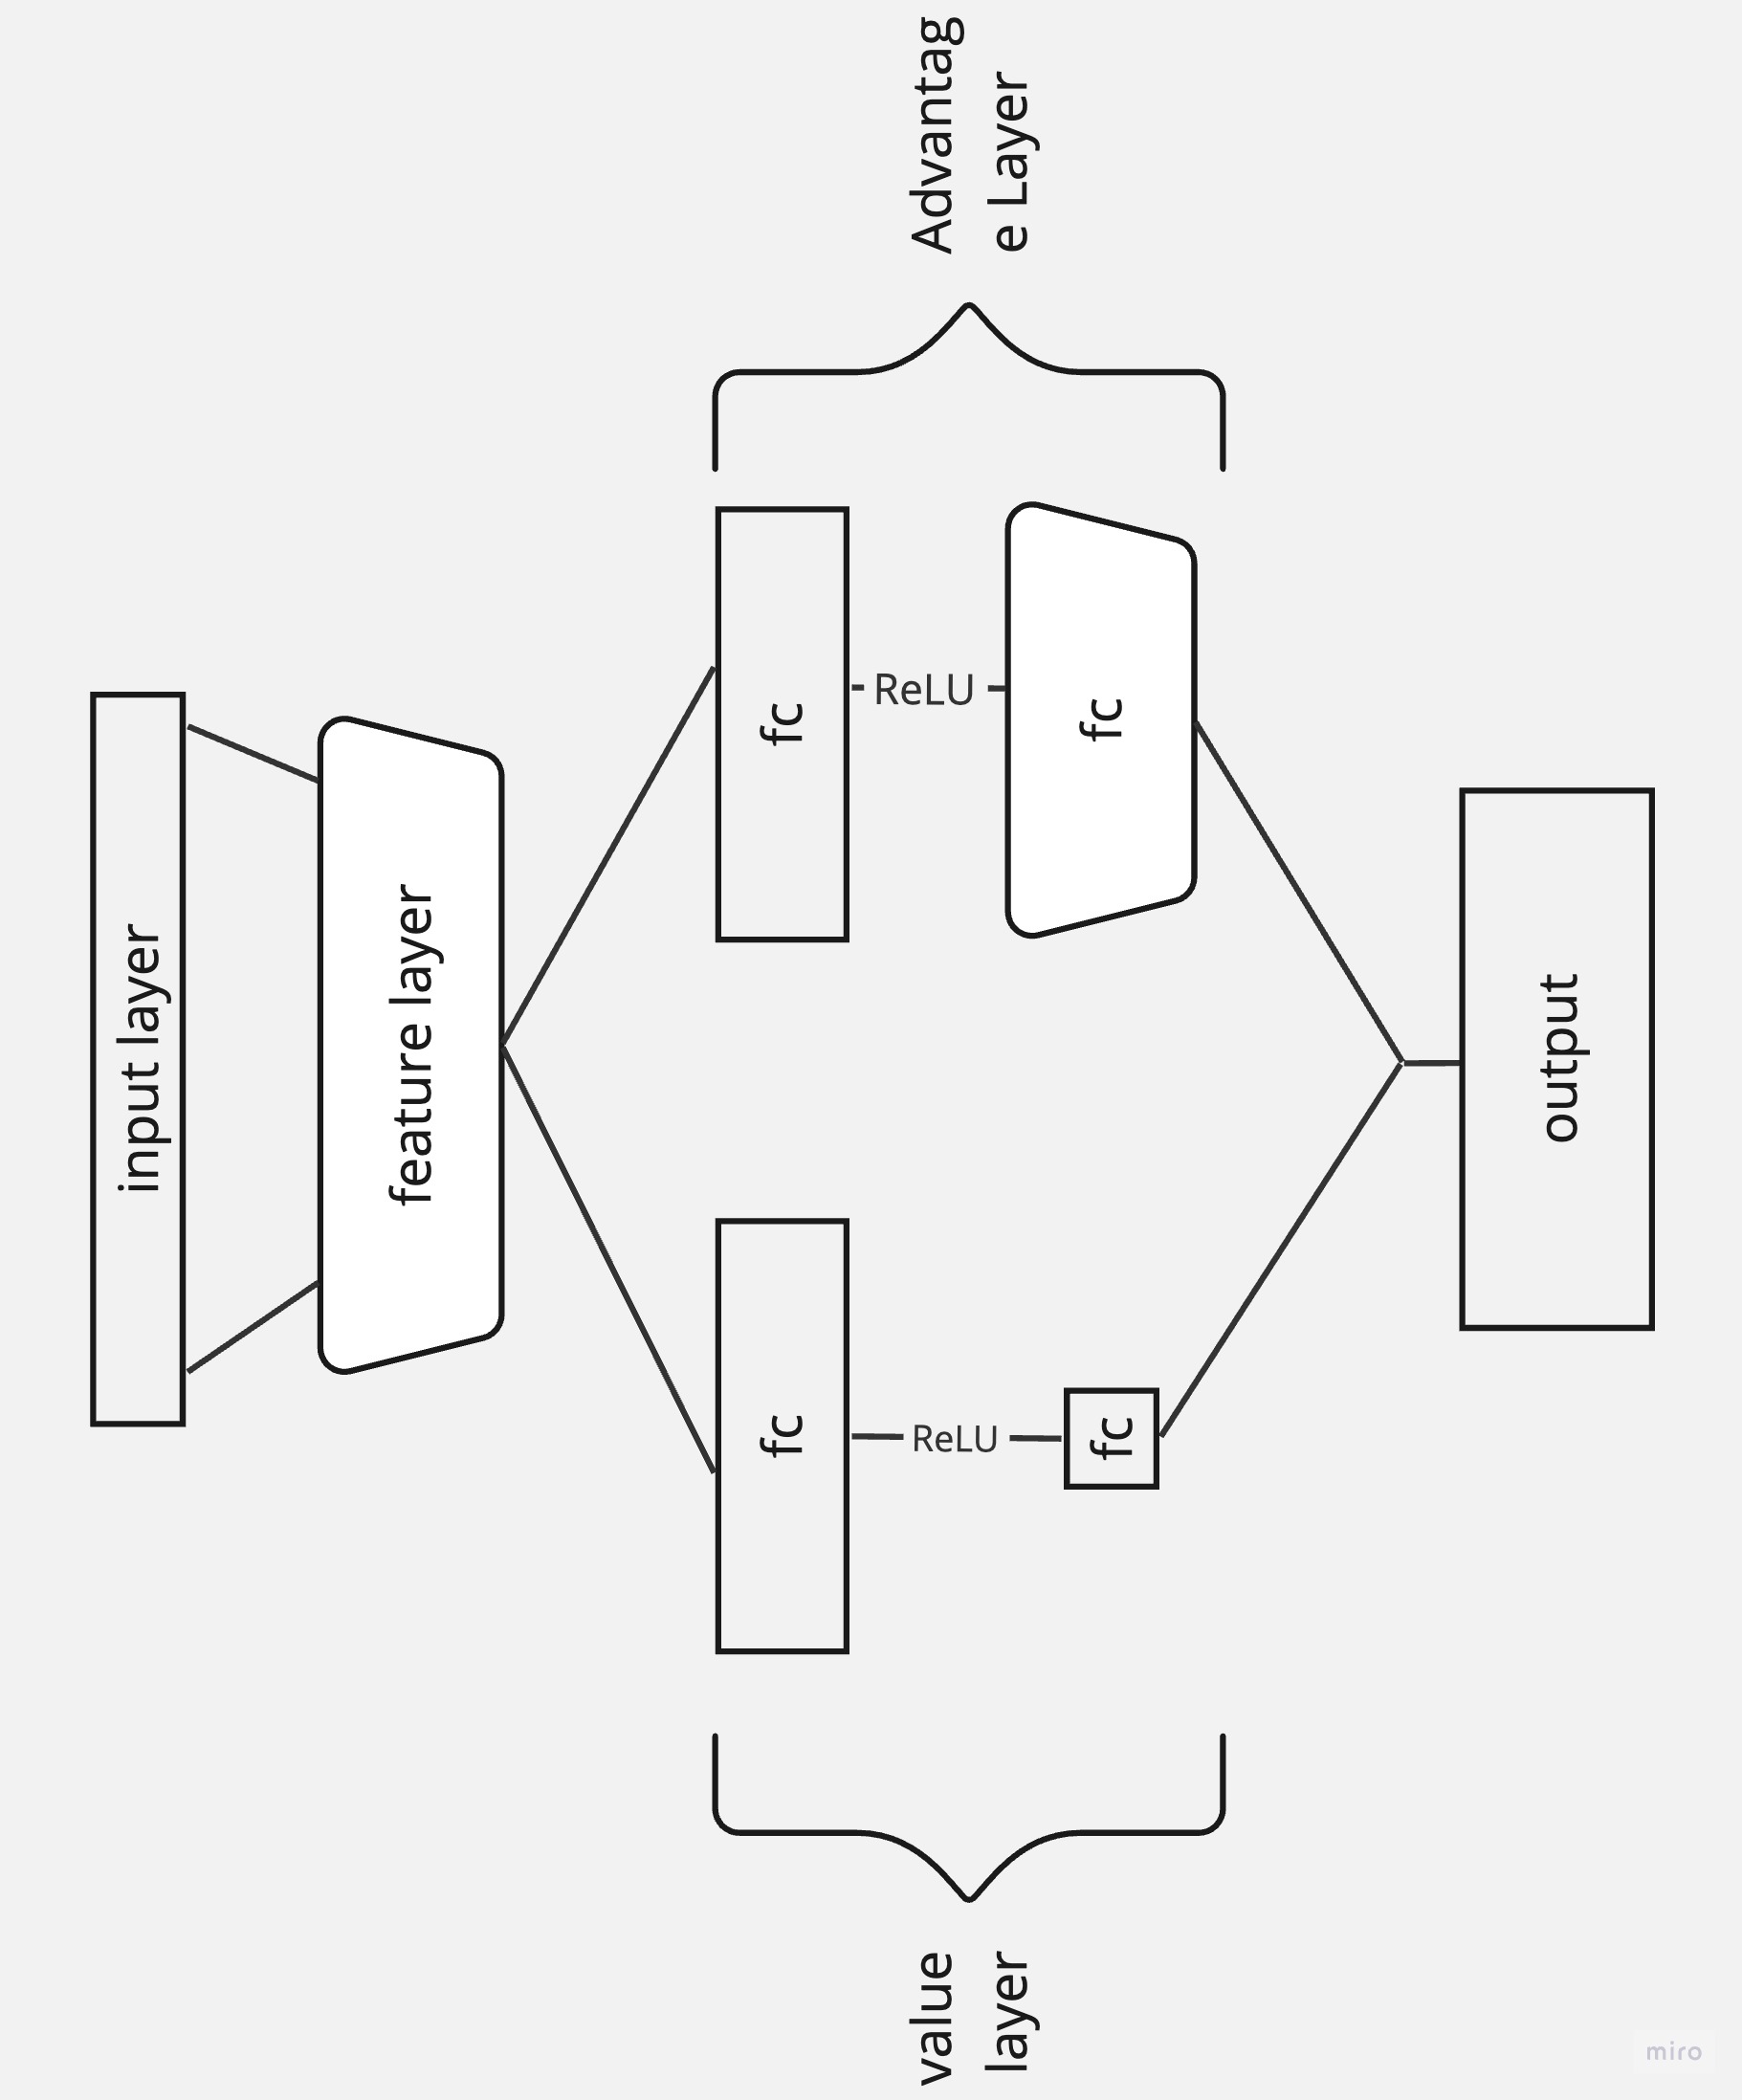 input layer
feature layer
fc
ReLU
fc
Advantag
e Layer
fc
ReLU
fc
value
layer
output
miro